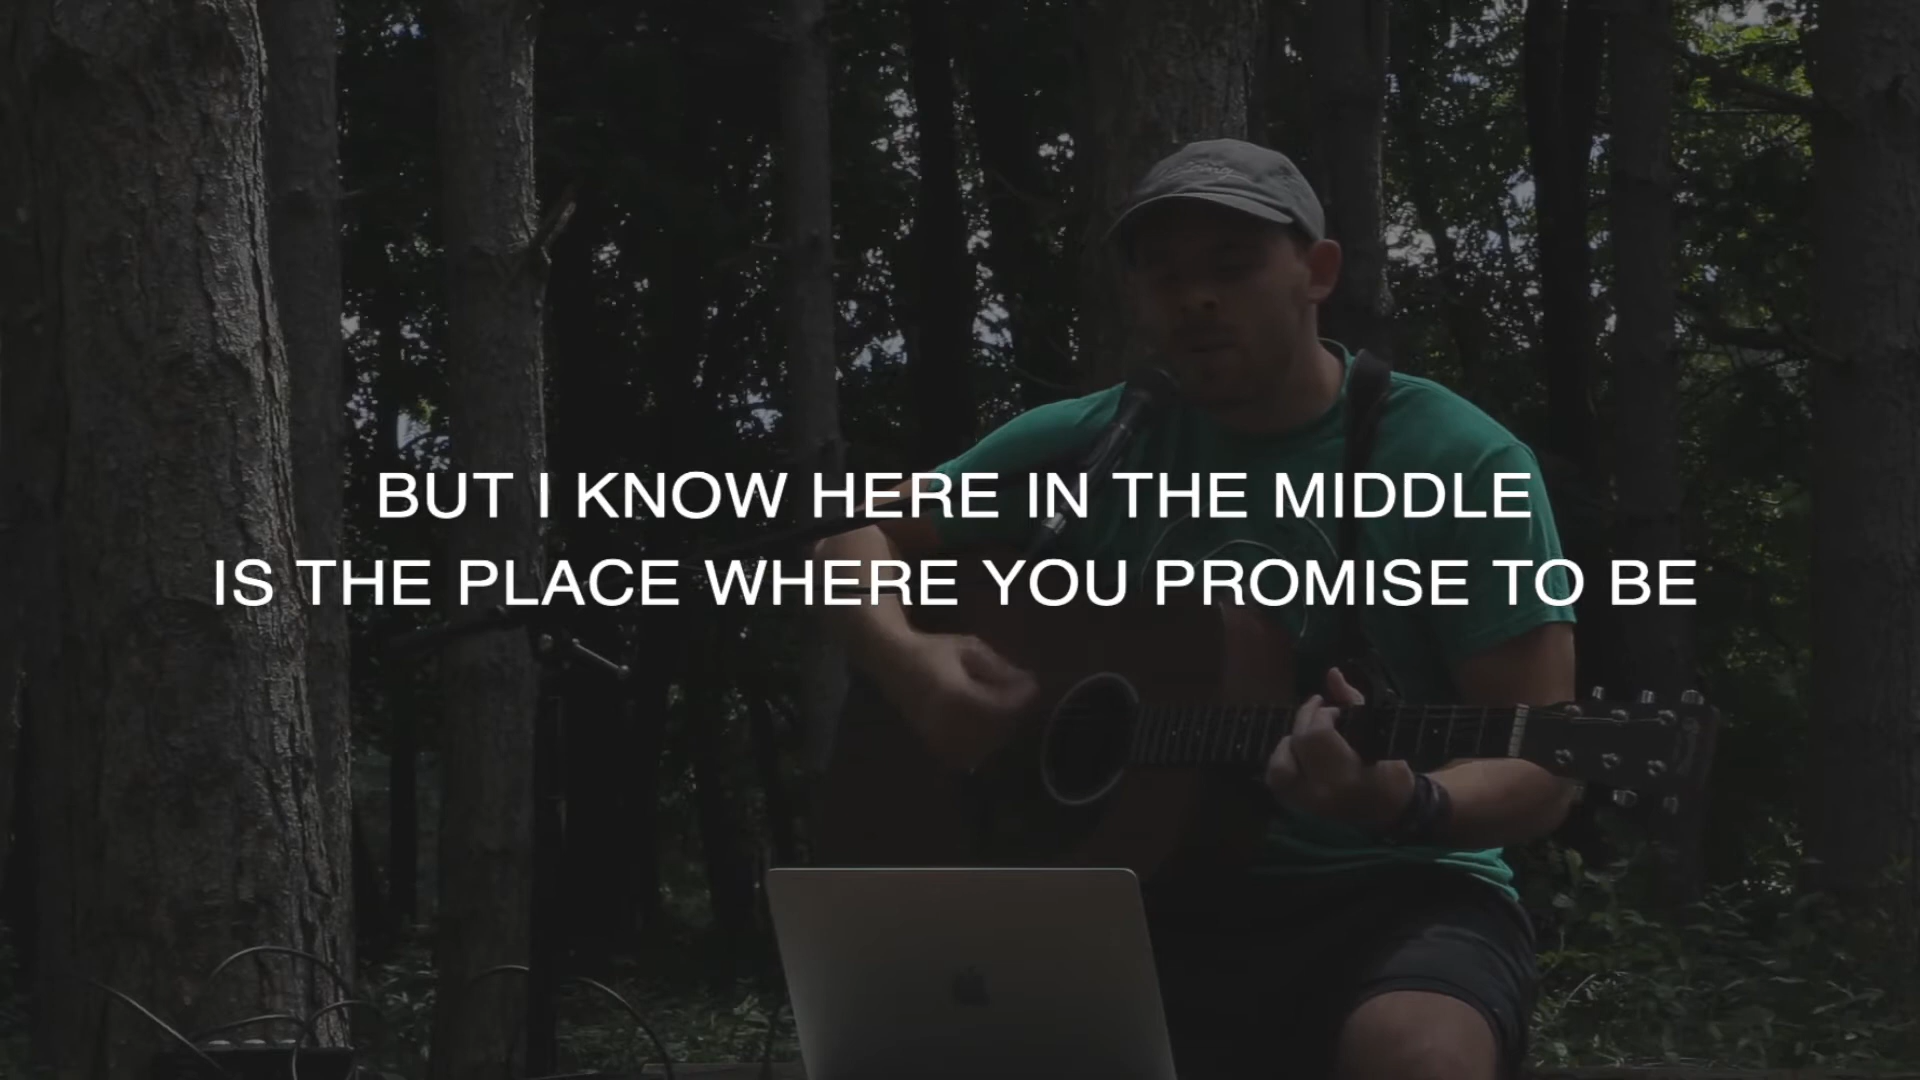 BUT I KNOW HERE IN THE MIDDLE
IS THE PLACE WHERE YOU PROMISE TO BE